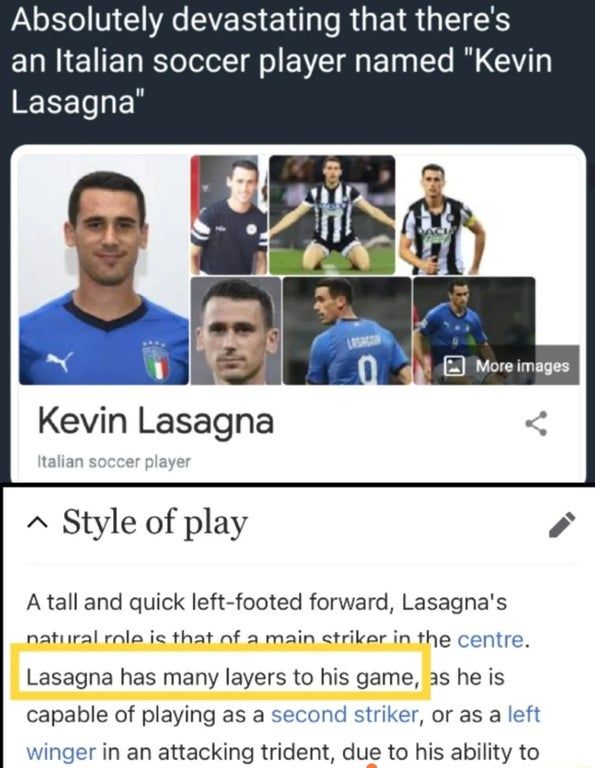 Absolutely devastating that there's
an Italian soccer player named "Kevin
Lasagna"
LASAGNA
9
More images
Kevin Lasagna
Italian soccer player
Style of play
A tall and quick left-footed forward, Lasagna's
natural role is that of a main striker in the centre.
Lasagna has many layers to his game, as he is
capable of playing as a second striker, or as a left
winger in an attacking trident, due to his ability to